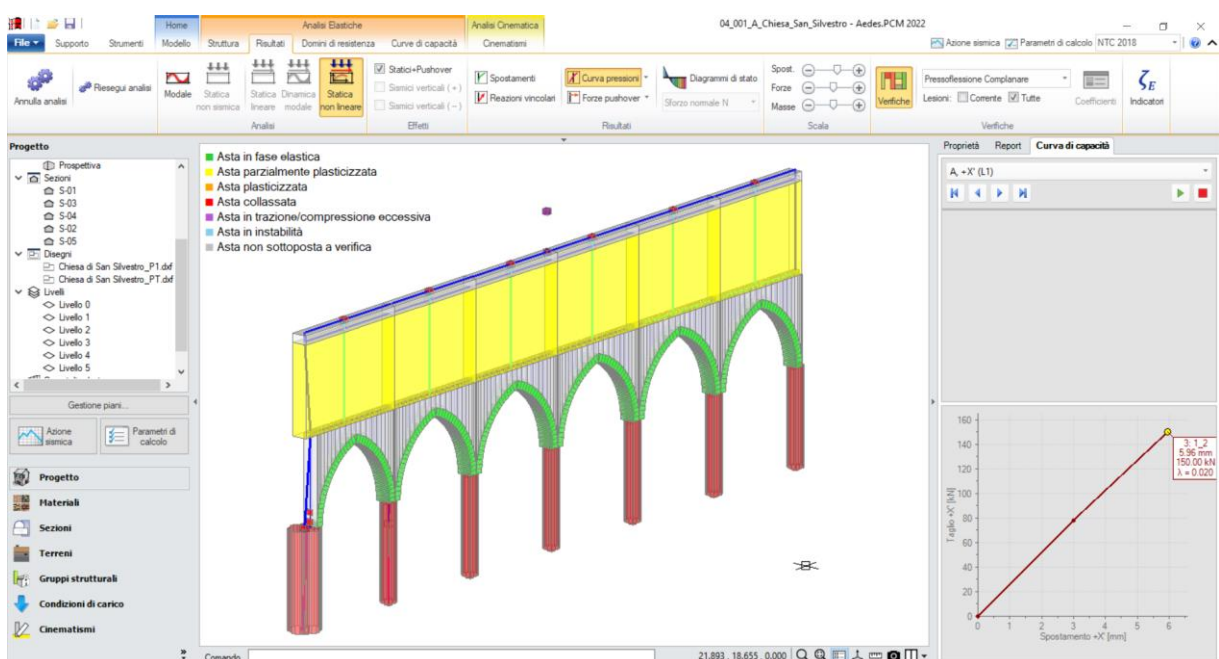 Home
Analisi Elastiche
Analisi Cinematica
04_001_A_Chiesa_San_Silvestro - Aedes.PCM 2022
File
Supporto
Strumenti
Modello
Struttura
Risultati
Domini di resistenza
Curve di capacità
Cinematismi
Azione sismica
Parametri di calcolo
NTC 2018
Annulla analisi
Riesegui analisi
Modale
Statica non sismica
Statica lineare
Dinamica modale
Statica non lineare
Analisi
Statici+Pushover
Sismici verticali (+)
Sismici verticali (−)
Effetti
Spostamenti
Reazioni vincolari
Curva pressioni
Forze pushover
Diagrammi di stato
Sforzo normale N
Risultati
Spost.
Forze
Masse
Scala
Verifiche
Pressoflessione Complanare
Lesioni:
Corrente
Tutte
Coefficienti
Verifiche
ζE
Indicatori
Progetto
Prospettiva
Sezioni
S-01
S-03
S-04
S-02
S-05
Disegni
Chiesa di San Silvestro_P1.dxf
Chiesa di San Silvestro_PT.dxf
Livelli
Livello 0
Livello 1
Livello 2
Livello 3
Livello 4
Livello 5
Gestione piani...
Azione sismica
Parametri di calcolo
Progetto
Materiali
Sezioni
Terreni
Gruppi strutturali
Condizioni di carico
Cinematismi
Asta in fase elastica
Asta parzialmente plasticizzata
Asta plasticizzata
Asta collassata
Asta in trazione/compressione eccessiva
Asta in instabilità
Asta non sottoposta a verifica
Comando
21.893 , 18.655 , 0.000
Proprietà
Report
Curva di capacità
A, +X' (L1)
160
140
120
100
80
60
40
20
0
Taglio +X' [kN]
0 1 2 3 4 5 6
Spostamento +X' [mm]
3: 1_2
5.96 mm
150.00 kN
λ = 0.020